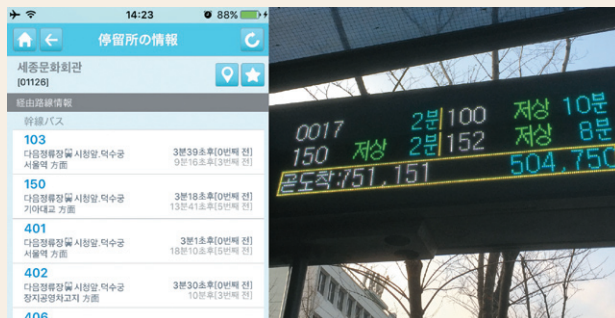 14:23
88%
停留所の情報
세종문화회관
[01126]
経由路線情報
幹線バス
103
다음정류장 시청앞.덕수궁
서울역 方面
3분39초후[0번째 전]
9분16초후[3번째 전]
150
다음정류장 시청앞.덕수궁
기아대교 方面
3분18초후[0번째 전]
13분41초후[5번째 전]
401
다음정류장 시청앞.덕수궁
서울역 方面
3분1초후[0번째 전]
18분10초후[5번째 전]
402
다음정류장 시청앞.덕수궁
장지공영차고지 方面
3분30초후[0번째 전]
10분후[3번째 전]
406
0017 2분 100 저상 10분
150 저상 2분 152 저상 8분
곧도착:751,151 504,750